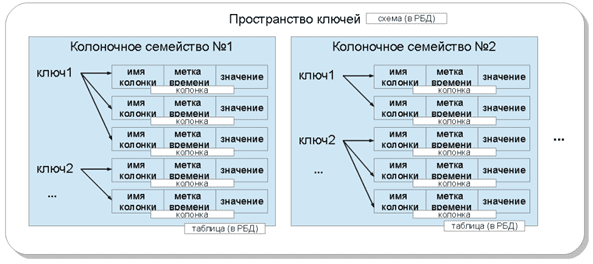 Пространство ключей схема (в РБД)
Колоночное семейство №1
ключ1
имя колонки метка времени значение
колонка
имя колонки метка времени значение
колонка
имя колонки метка времени значение
колонка
ключ2
имя колонки метка времени значение
колонка
...
имя колонки метка времени значение
колонка
таблица (в РБД)
Колоночное семейство №2
ключ1
имя колонки метка времени значение
колонка
имя колонки метка времени значение
колонка
ключ2
имя колонки метка времени значение
колонка
...
имя колонки метка времени значение
колонка
имя колонки метка времени значение
колонка
таблица (в РБД)
...